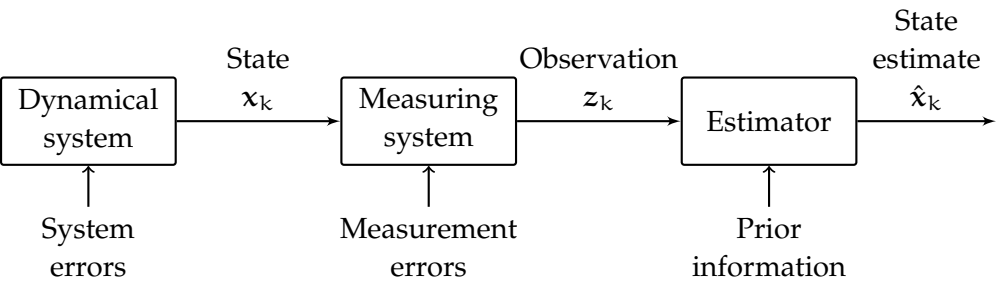 Dynamical
system
State
xₖ
Measuring
system
Observation
zₖ
Estimator
State
estimate
x̂ₖ
System
errors
Measurement
errors
Prior
information